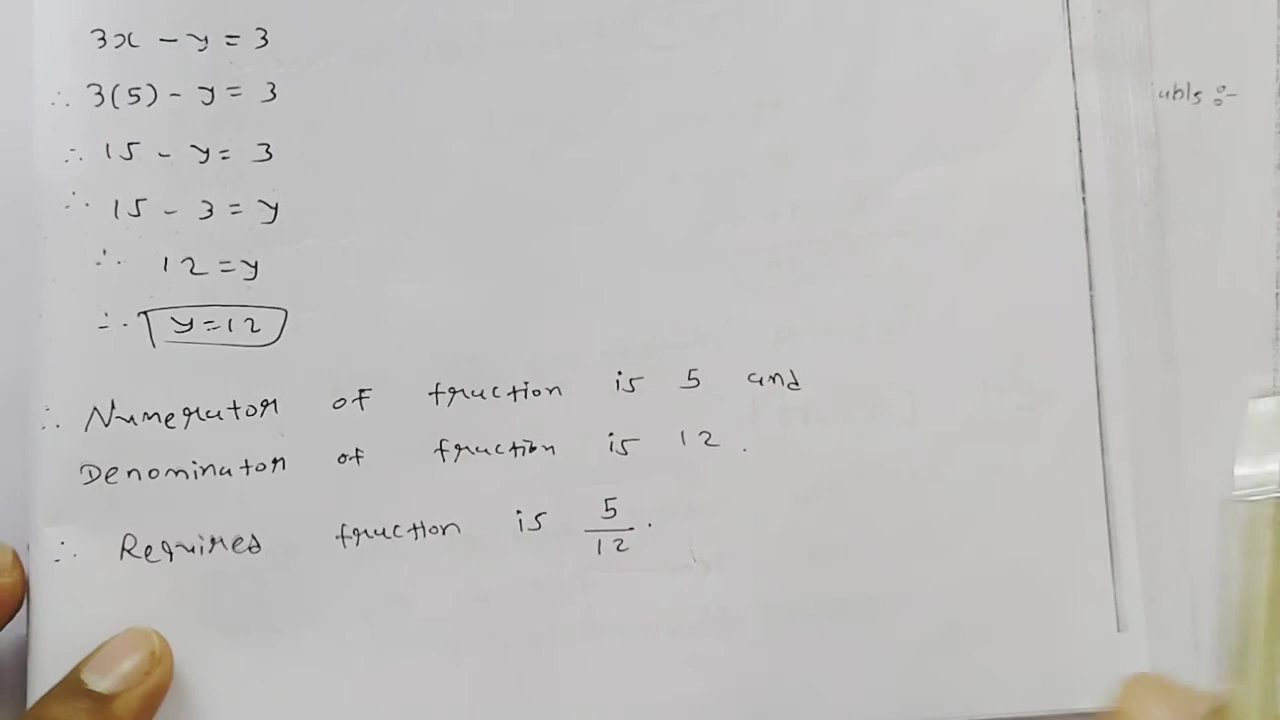 3x - y = 3
∴ 3(5) - y = 3
∴ 15 - y = 3
∴ 15 - 3 = y
∴ 12 = y
∴ y = 12
∴ Numerator of fraction is 5 and
Denominator of fraction is 12.
∴ Required fraction is 5/12.